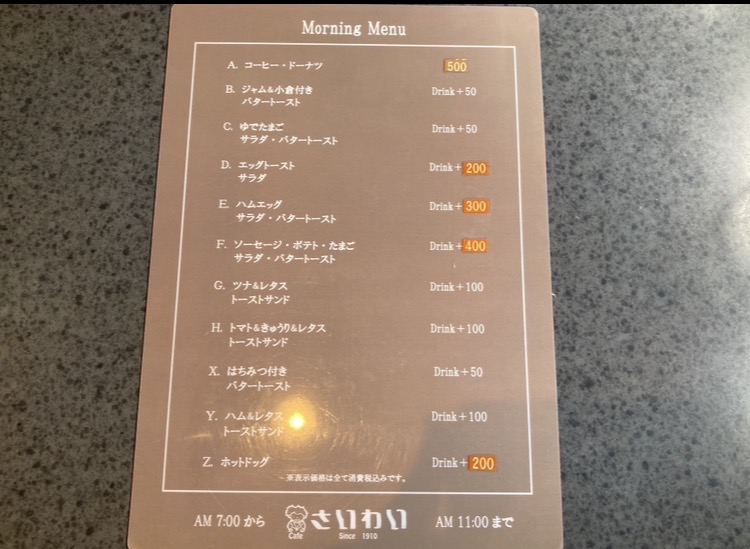 Morning Menu
A. コーヒー・ドーナツ 500
B. ジャム&小倉付き Drink+50
バタートースト
C. ゆでたまご Drink+50
サラダ・バタートースト
D. エッグトースト Drink+200
サラダ
E. ハムエッグ Drink+300
サラダ・バタートースト
F. ソーセージ・ポテト・たまご Drink+400
サラダ・バタートースト
G. ツナ&レタス Drink+100
トーストサンド
H. トマト&きゅうり&レタス Drink+100
トーストサンド
X. はちみつ付き Drink+50
バタートースト
Y. ハム&レタス Drink+100
トーストサンド
Z. ホットドッグ Drink+200
※表示価格は全て消費税込みです。
AM 7:00 から Cafe さいわい AM 11:00 まで
Since 1910